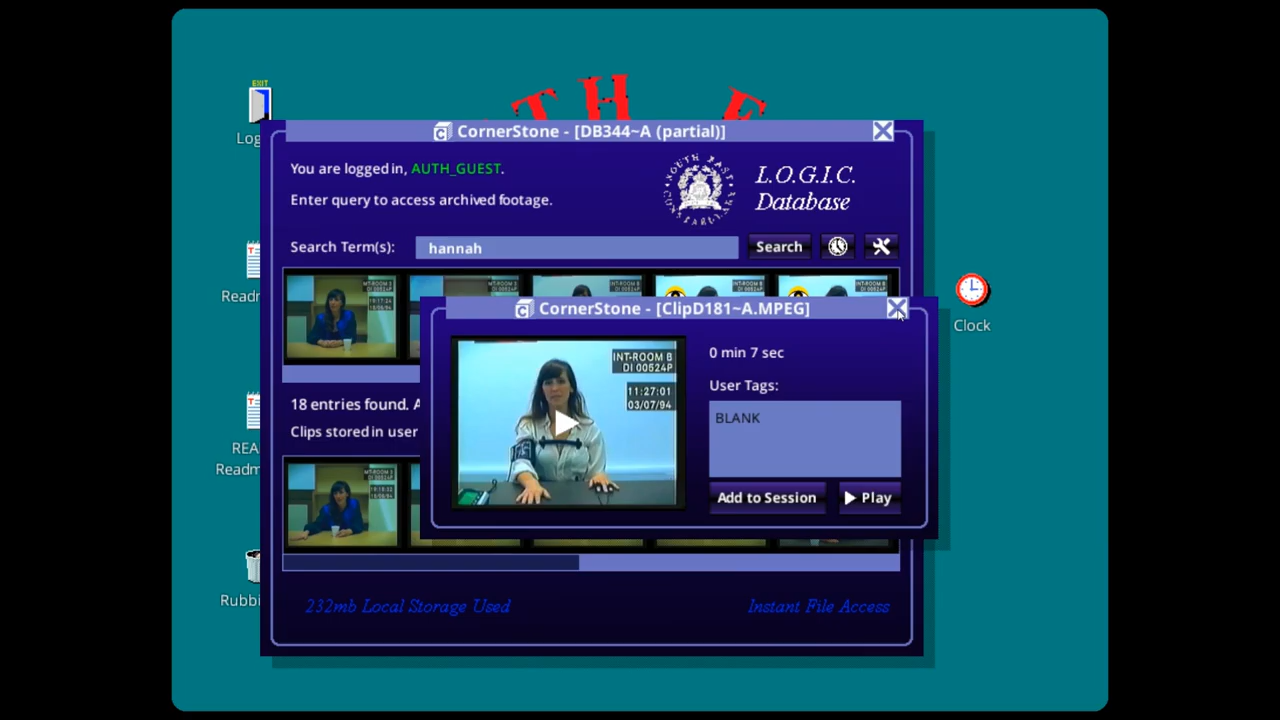 EXIT
Log
T H E
CornerStone - [DB344~A (partial)]
You are logged in, AUTH_GUEST.
Enter query to access archived footage.
L.O.G.I.C.
Database
Search Term(s):
hannah
Search
Readr
Clock
CornerStone - [ClipD181~A.MPEG]
INT-ROOM B
DI 00524P
11:27:01
03/07/94
0 min 7 sec
User Tags:
BLANK
Add to Session
Play
18 entries found. A
Clips stored in user
REA
Readm
Rubbi
232mb Local Storage Used
Instant File Access